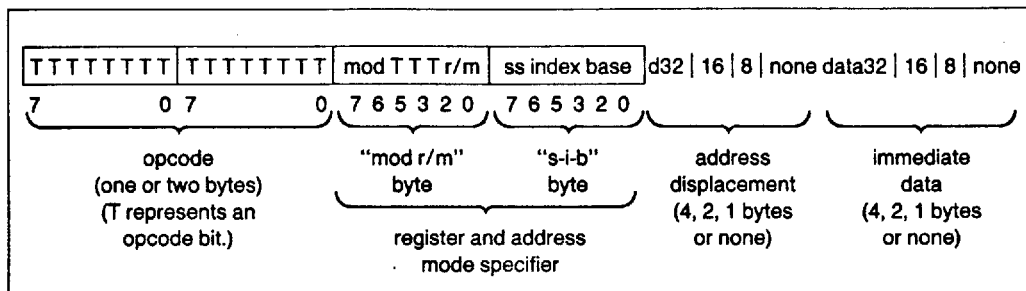 T T T T T T T T T T T T T T T T mod T T T r/m ss index base d32 | 16 | 8 | none data32 | 16 | 8 | none
7 0 7 0 7 6 5 3 2 0 7 6 5 3 2 0
opcode "mod r/m" "s-i-b" address immediate
(one or two bytes) byte byte displacement data
(T represents an (4, 2, 1 bytes (4, 2, 1 bytes
opcode bit.) register and address or none) or none)
mode specifier